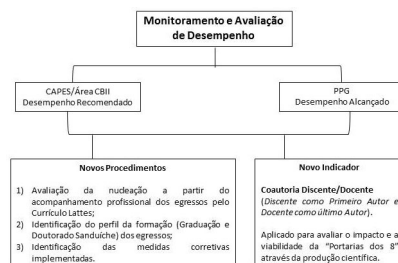 Monitoramento e Avaliação
de Desempenho
CAPES/Área CBII
Desempenho Recomendado
PPG
Desempenho Alcançado
Novos Procedimentos
1) Avaliação da nucleação a partir do
acompanhamento profissional dos egressos pelo
Currículo Lattes;
2) Identificação do perfil da formação (Graduação e
Doutorado Sanduíche) dos egressos;
3) Identificação das medidas corretivas
implementadas.
Novo Indicador
Coautoria Discente/Docente
(Discente como Primeiro Autor e
Docente como último Autor).
Aplicado para avaliar o impacto e a
viabilidade da "Portarias dos 8"
através da produção científica.